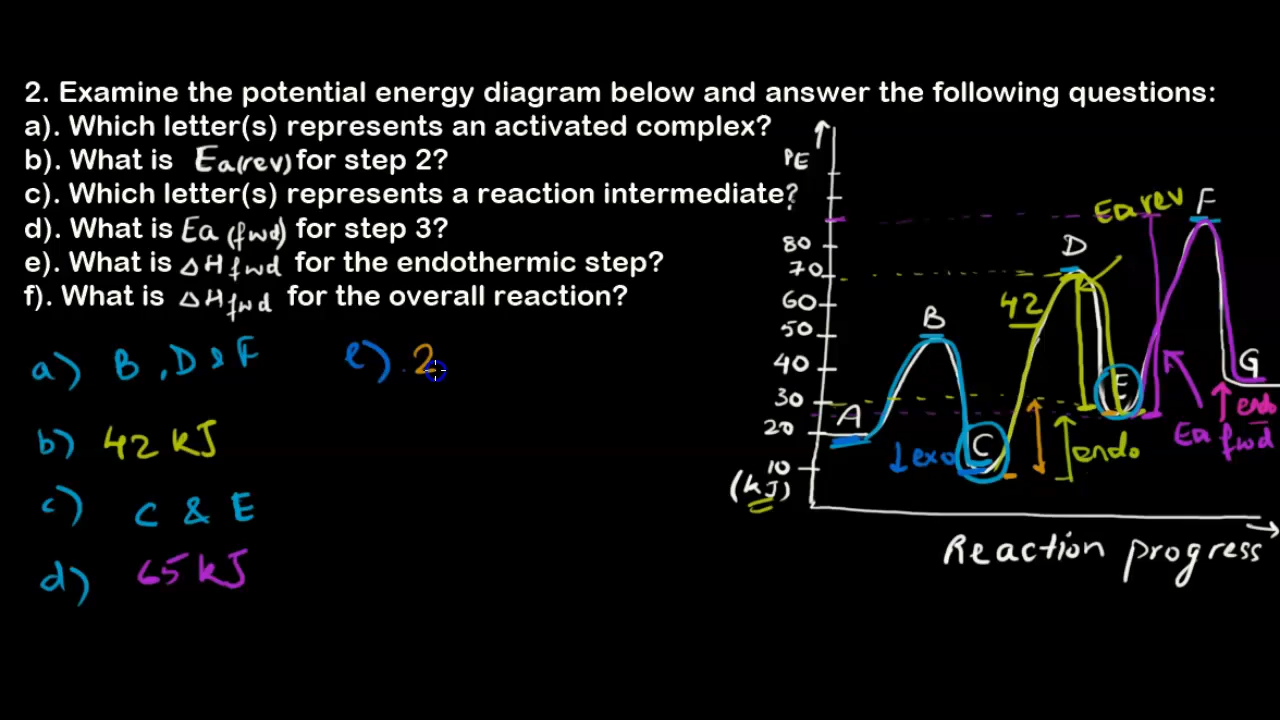 2. Examine the potential energy diagram below and answer the following questions:
a). Which letter(s) represents an activated complex?
b). What is Ea(rev) for step 2?
c). Which letter(s) represents a reaction intermediate?
d). What is Ea (fwd) for step 3?
e). What is ΔH fwd for the endothermic step?
f). What is ΔH fwd for the overall reaction?
a) B , D & F
b) 42 kJ
c) C & E
d) 65 kJ
e) 2
PE
80
70
60
50
40
30
20
10
(kJ)
A
B
C
D
E
F
G
42
Ea rev
↓ exo
endo
endo
Ea fwd
Reaction progress